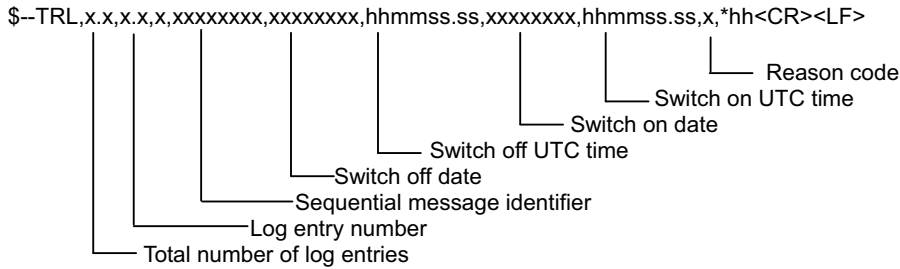 $--TRL,x.x,x.x,x,xxxxxxxx,xxxxxxxx,hhmmss.ss,xxxxxxxx,hhmmss.ss,x,*hh<CR><LF>
Reason code
Switch on UTC time
Switch on date
Switch off UTC time
Switch off date
Sequential message identifier
Log entry number
Total number of log entries